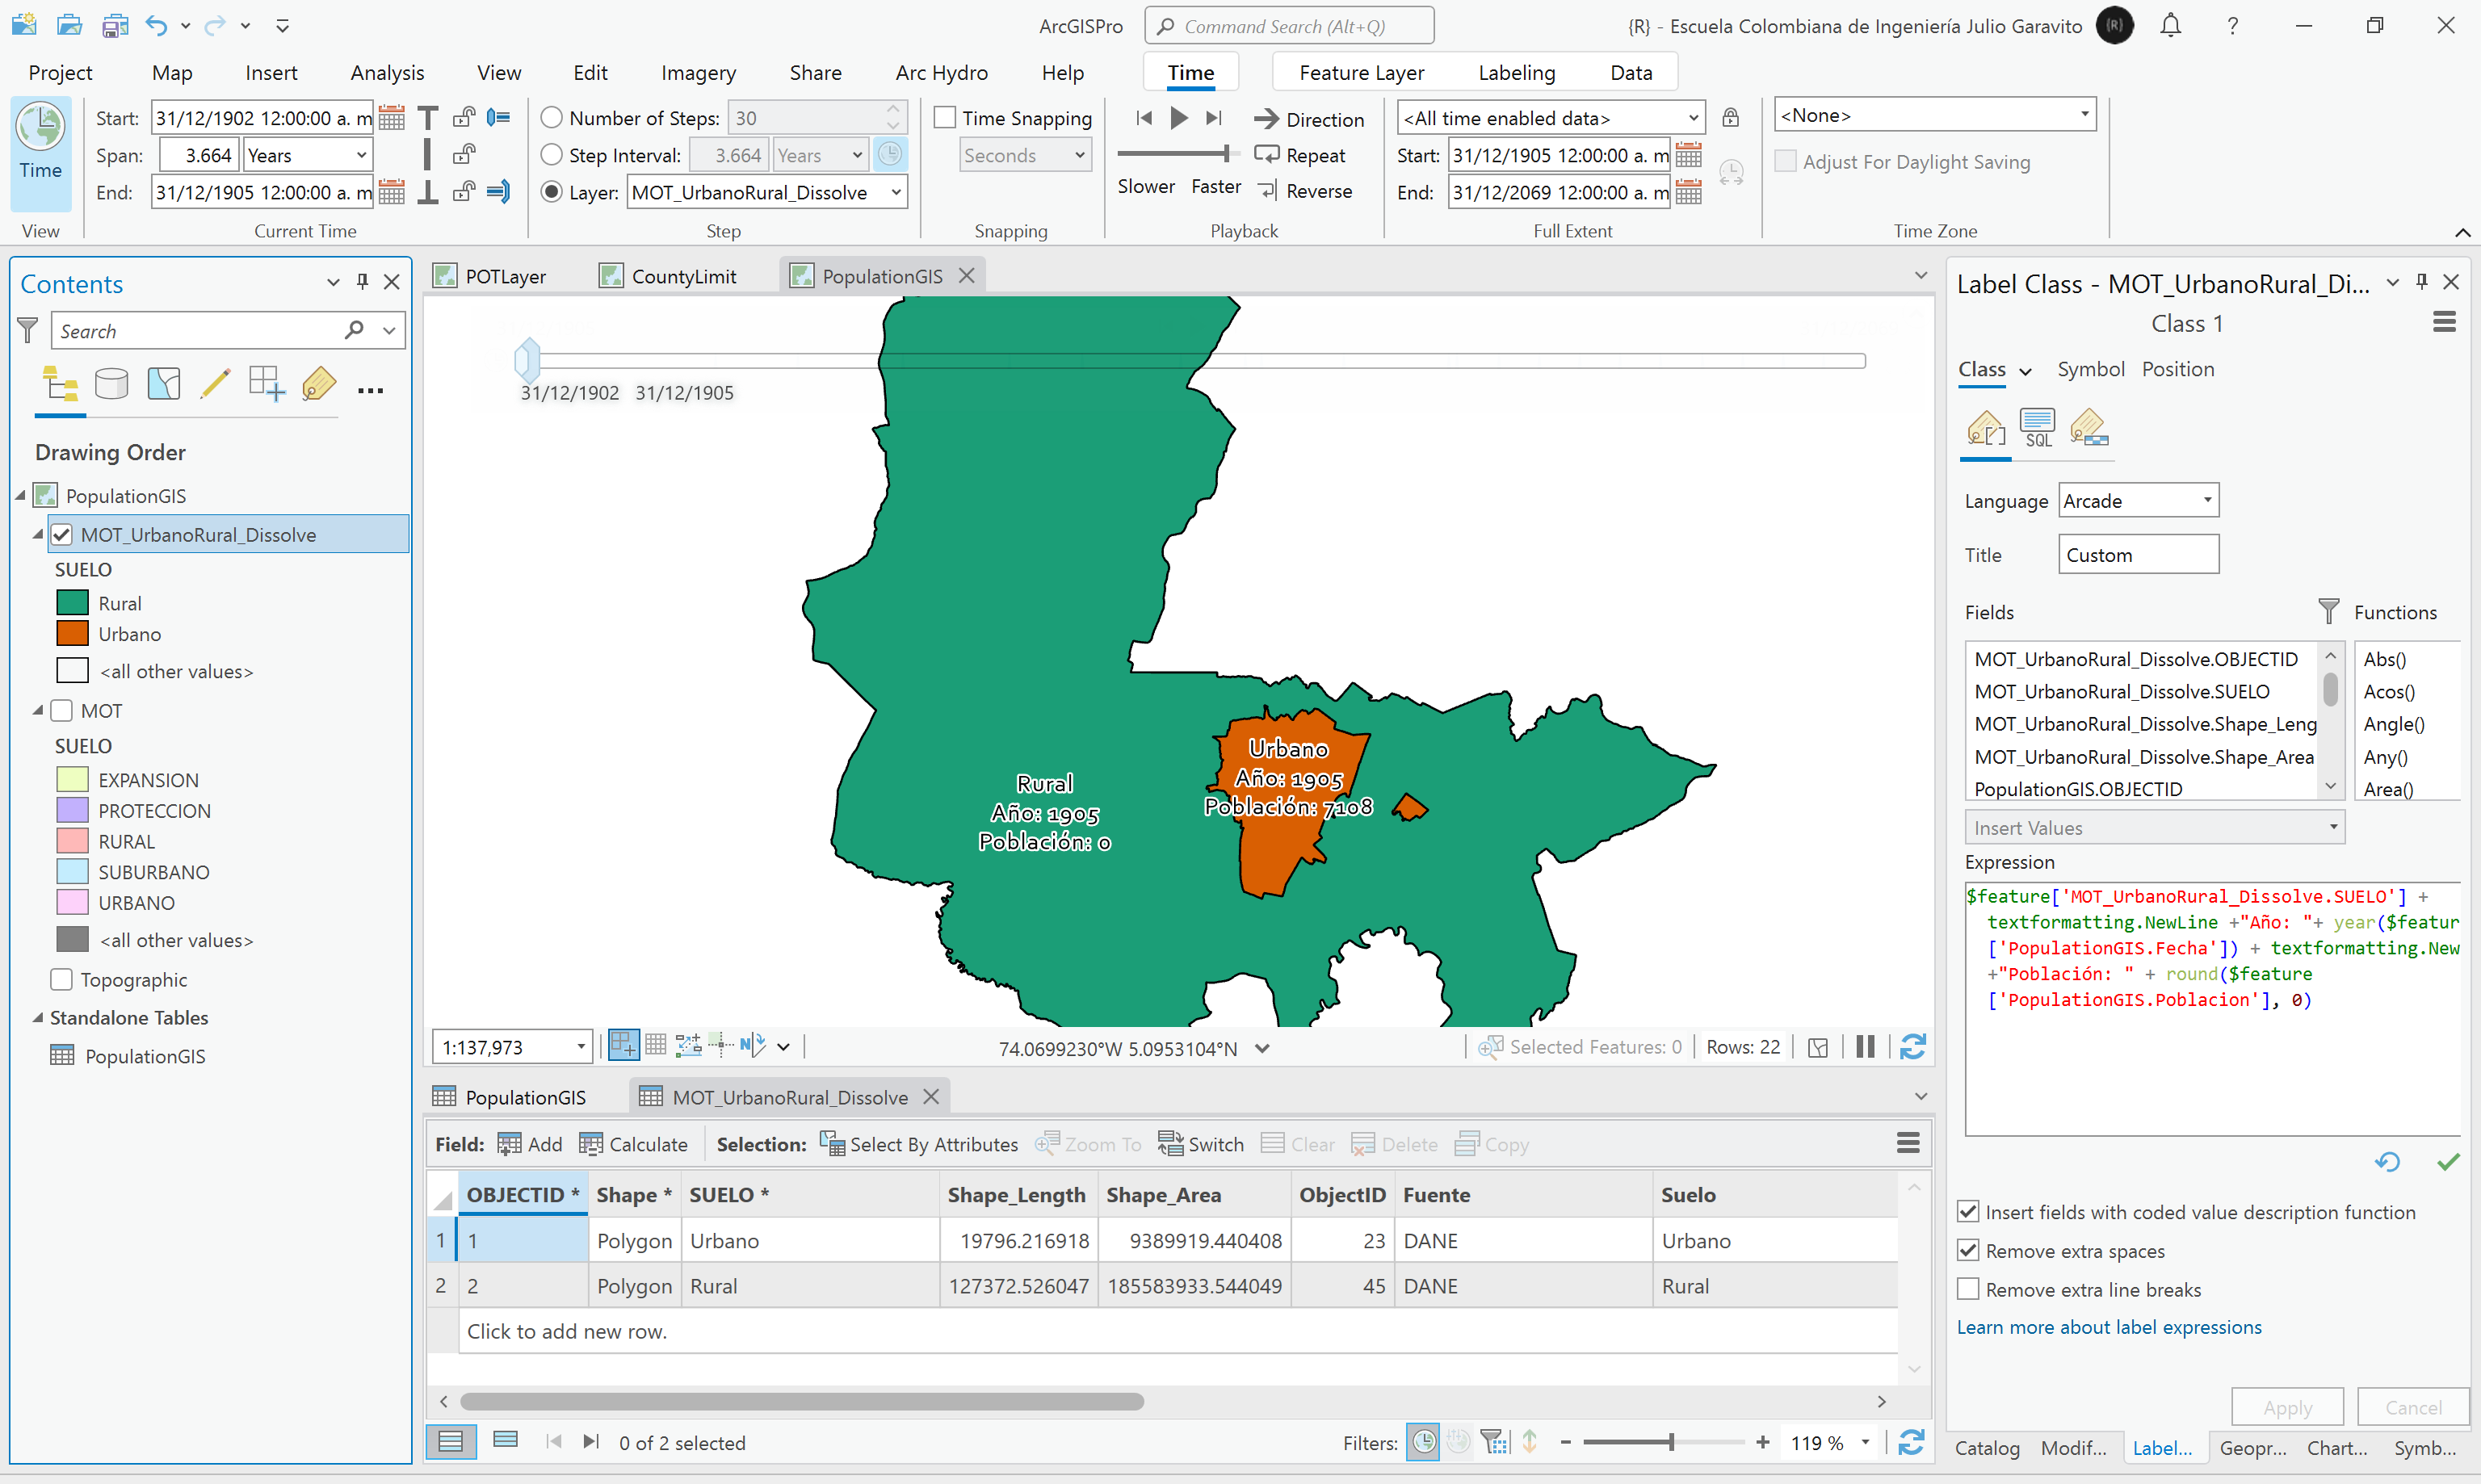 ArcGISPro
Command Search (Alt+Q)
{R} - Escuela Colombiana de Ingeniería Julio Garavito
{R}
?
Project
Map
Insert
Analysis
View
Edit
Imagery
Share
Arc Hydro
Help
Time
Feature Layer
Labeling
Data
Time
View
Start: 31/12/1902 12:00:00 a. m
Span: 3.664 Years
End: 31/12/1905 12:00:00 a. m
Current Time
Number of Steps: 30
Step Interval: 3.664 Years
Layer: MOT_UrbanoRural_Dissolve
Step
Time Snapping
Seconds
Snapping
Slower Faster
Direction
Repeat
Reverse
Playback
<All time enabled data>
Start: 31/12/1905 12:00:00 a. m
End: 31/12/2069 12:00:00 a. m
Full Extent
<None>
Adjust For Daylight Saving
Time Zone
Contents
Search
Drawing Order
PopulationGIS
MOT_UrbanoRural_Dissolve
SUELO
Rural
Urbano
<all other values>
MOT
SUELO
EXPANSION
PROTECCION
RURAL
SUBURBANO
URBANO
<all other values>
Topographic
Standalone Tables
PopulationGIS
POTLayer
CountyLimit
PopulationGIS
31/12/1902 31/12/1905
Rural
Año: 1905
Población: 0
Urbano
Año: 1905
Población: 7108
1:137,973
N
74.0699230°W 5.0953104°N
Selected Features: 0
Rows: 22
PopulationGIS
MOT_UrbanoRural_Dissolve
Field: Add Calculate Selection: Select By Attributes Zoom To Switch Clear Delete Copy
OBJECTID * Shape * SUELO * Shape_Length Shape_Area ObjectID Fuente Suelo
1 1 Polygon Urbano 19796.216918 9389919.440408 23 DANE Urbano
2 2 Polygon Rural 127372.526047 185583933.544049 45 DANE Rural
Click to add new row.
0 of 2 selected
Filters:
119 %
Label Class - MOT_UrbanoRural_Di...
Class 1
Class
Symbol
Position
SQL
Language Arcade
Title Custom
Fields
Functions
MOT_UrbanoRural_Dissolve.OBJECTID
MOT_UrbanoRural_Dissolve.SUELO
MOT_UrbanoRural_Dissolve.Shape_Leng
MOT_UrbanoRural_Dissolve.Shape_Area
PopulationGIS.OBJECTID
Abs()
Acos()
Angle()
Any()
Area()
Insert Values
Expression
$feature['MOT_UrbanoRural_Dissolve.SUELO'] +
textformatting.NewLine +"Año: "+ year($featur
['PopulationGIS.Fecha']) + textformatting.New
+"Población: " + round($feature
['PopulationGIS.Poblacion'], 0)
Insert fields with coded value description function
Remove extra spaces
Remove extra line breaks
Learn more about label expressions
Apply
Cancel
Catalog
Modif...
Label...
Geopr...
Chart...
Symb...